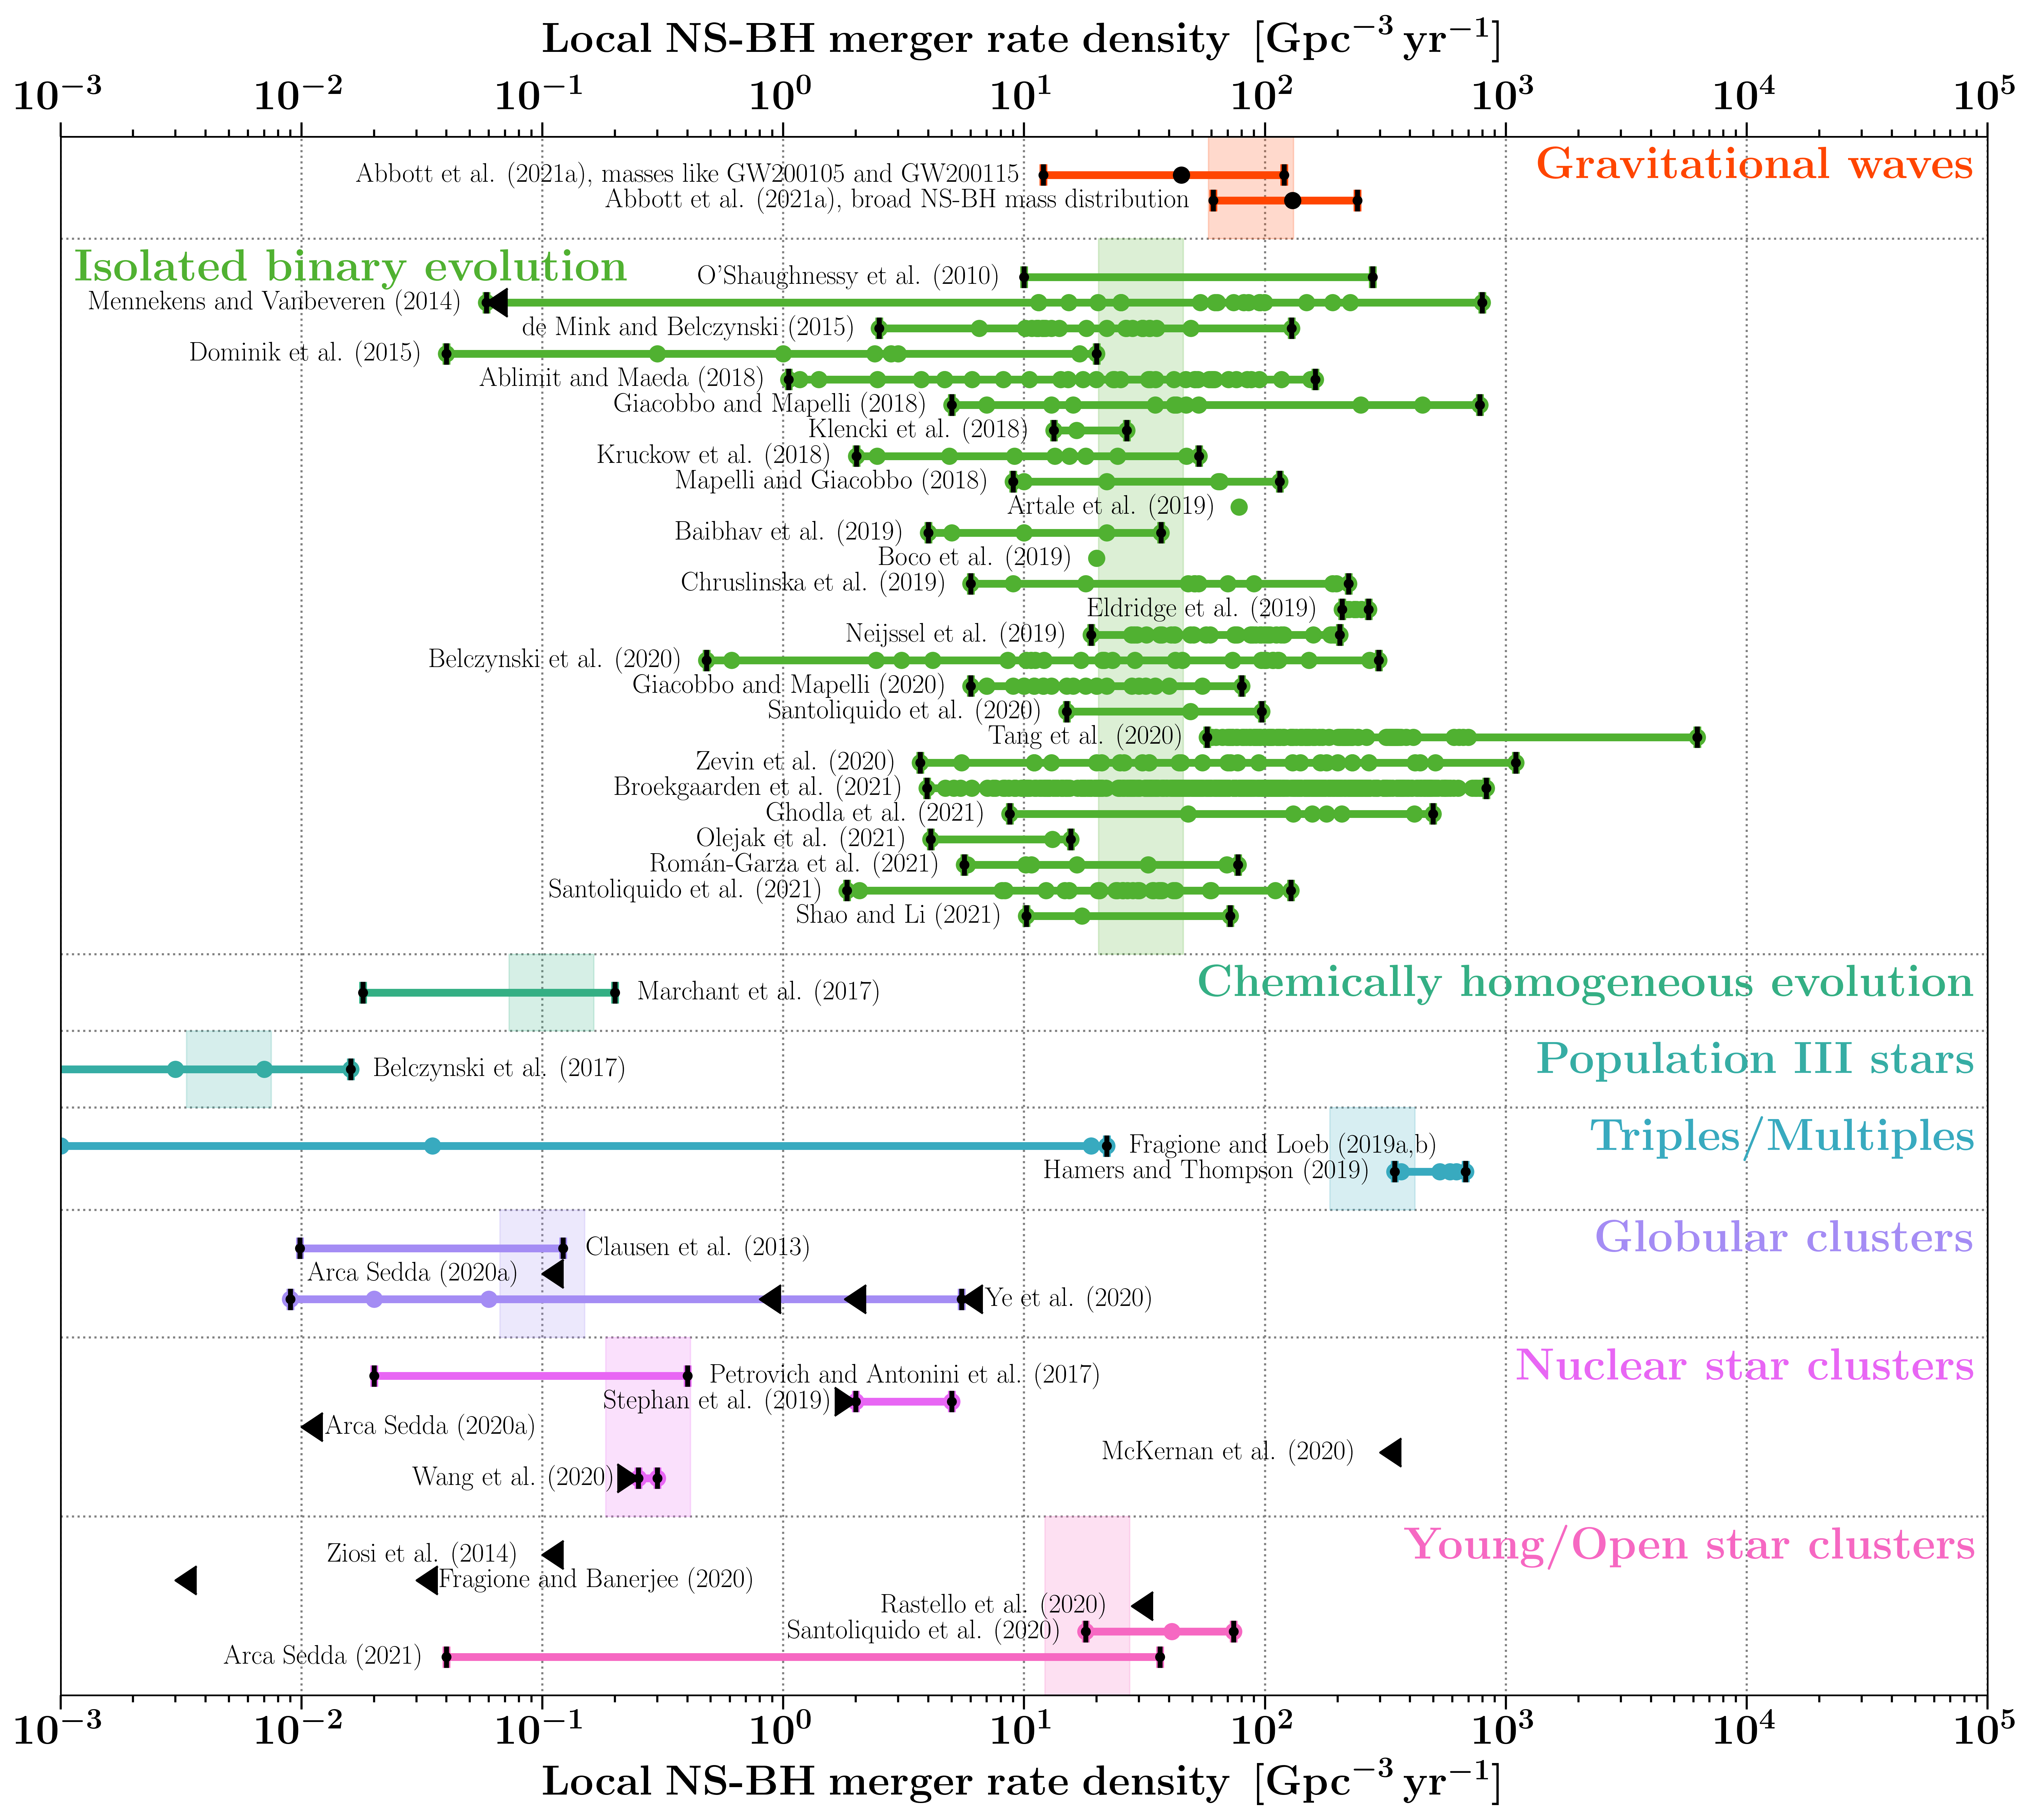 Local NS-BH merger rate density [Gpc⁻³ yr⁻¹]
10⁻³ 10⁻² 10⁻¹ 10⁰ 10¹ 10² 10³ 10⁴ 10⁵
Gravitational waves
Abbott et al. (2021a), masses like GW200105 and GW200115
Abbott et al. (2021a), broad NS-BH mass distribution
Isolated binary evolution
O'Shaughnessy et al. (2010)
Mennekens and Vanbeveren (2014)
de Mink and Belczynski (2015)
Dominik et al. (2015)
Ablimit and Maeda (2018)
Giacobbo and Mapelli (2018)
Klencki et al. (2018)
Kruckow et al. (2018)
Mapelli and Giacobbo (2018)
Artale et al. (2019)
Baibhav et al. (2019)
Boco et al. (2019)
Chruslinska et al. (2019)
Eldridge et al. (2019)
Neijssel et al. (2019)
Belczynski et al. (2020)
Giacobbo and Mapelli (2020)
Santoliquido et al. (2020)
Tang et al. (2020)
Zevin et al. (2020)
Broekgaarden et al. (2021)
Ghodla et al. (2021)
Olejak et al. (2021)
Román-Garza et al. (2021)
Santoliquido et al. (2021)
Shao and Li (2021)
Chemically homogeneous evolution
Marchant et al. (2017)
Population III stars
Belczynski et al. (2017)
Triples/Multiples
Fragione and Loeb (2019a,b)
Hamers and Thompson (2019)
Globular clusters
Clausen et al. (2013)
Arca Sedda (2020a)
Ye et al. (2020)
Nuclear star clusters
Petrovich and Antonini et al. (2017)
Stephan et al. (2019)
Arca Sedda (2020a)
McKernan et al. (2020)
Wang et al. (2020)
Young/Open star clusters
Ziosi et al. (2014)
Fragione and Banerjee (2020)
Rastello et al. (2020)
Santoliquido et al. (2020)
Arca Sedda (2021)
10⁻³ 10⁻² 10⁻¹ 10⁰ 10¹ 10² 10³ 10⁴ 10⁵
Local NS-BH merger rate density [Gpc⁻³ yr⁻¹]